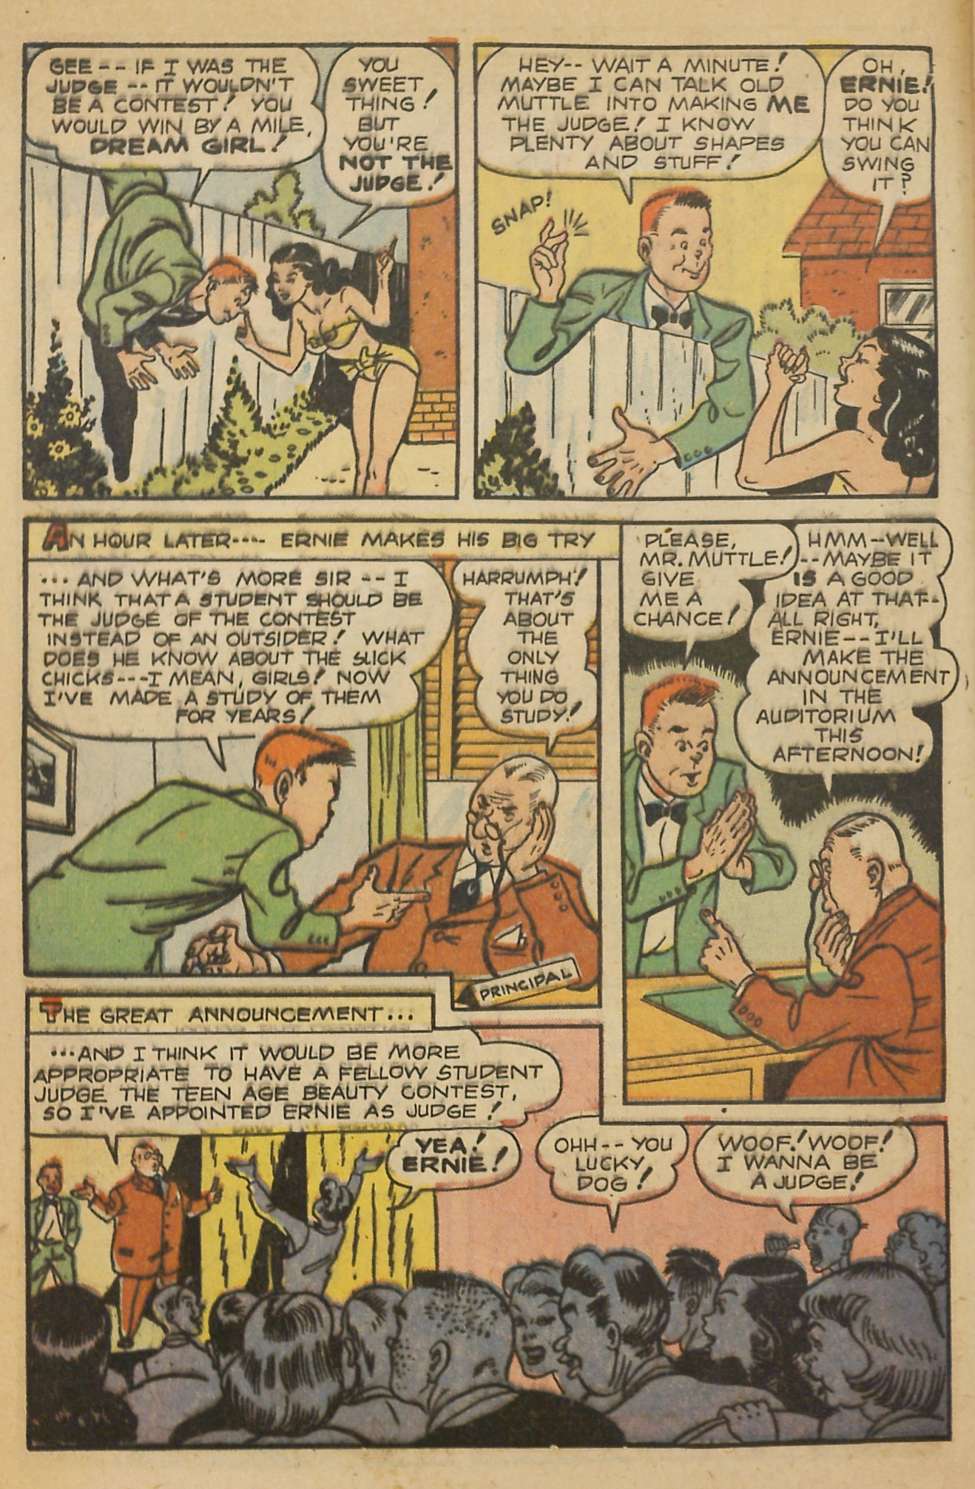 GEE-- IF I WAS THE
JUDGE -- IT WOULDN'T
BE A CONTEST! YOU
WOULD WIN BY A MILE,
DREAM GIRL!
YOU
SWEET
THING!
BUT
YOU'RE
NOT THE
JUDGE!
HEY-- WAIT A MINUTE!
MAYBE I CAN TALK OLD
MUTTLE INTO MAKING ME
THE JUDGE! I KNOW
PLENTY ABOUT SHAPES
AND STUFF!
SNAP!
OH,
ERNIE!
DO YOU
THINK
YOU CAN
SWING
IT?
AN HOUR LATER---- ERNIE MAKES HIS BIG TRY
... AND WHAT'S MORE SIR -- I
THINK THAT A STUDENT SHOULD BE
THE JUDGE OF THE CONTEST
INSTEAD OF AN OUTSIDER! WHAT
DOES HE KNOW ABOUT THE SLICK
CHICKS---I MEAN, GIRLS! NOW
I'VE MADE A STUDY OF THEM
FOR YEARS!
HARRUMPH!
THAT'S
ABOUT
THE
ONLY
THING
YOU DO
STUDY!
PRINCIPAL
PLEASE,
MR. MUTTLE!
GIVE
ME A
CHANCE!
HMM--WELL
--MAYBE IT
IS A GOOD
IDEA AT THAT-
ALL RIGHT,
ERNIE--I'LL
MAKE THE
ANNOUNCEMENT
IN THE
AUDITORIUM
THIS
AFTERNOON!
THE GREAT ANNOUNCEMENT...
...AND I THINK IT WOULD BE MORE
APPROPRIATE TO HAVE A FELLOW STUDENT
JUDGE THE TEEN AGE BEAUTY CONTEST,
SO I'VE APPOINTED ERNIE AS JUDGE!
YEA!
ERNIE!
OHH--YOU
LUCKY
DOG!
WOOF! WOOF!
I WANNA BE
A JUDGE!